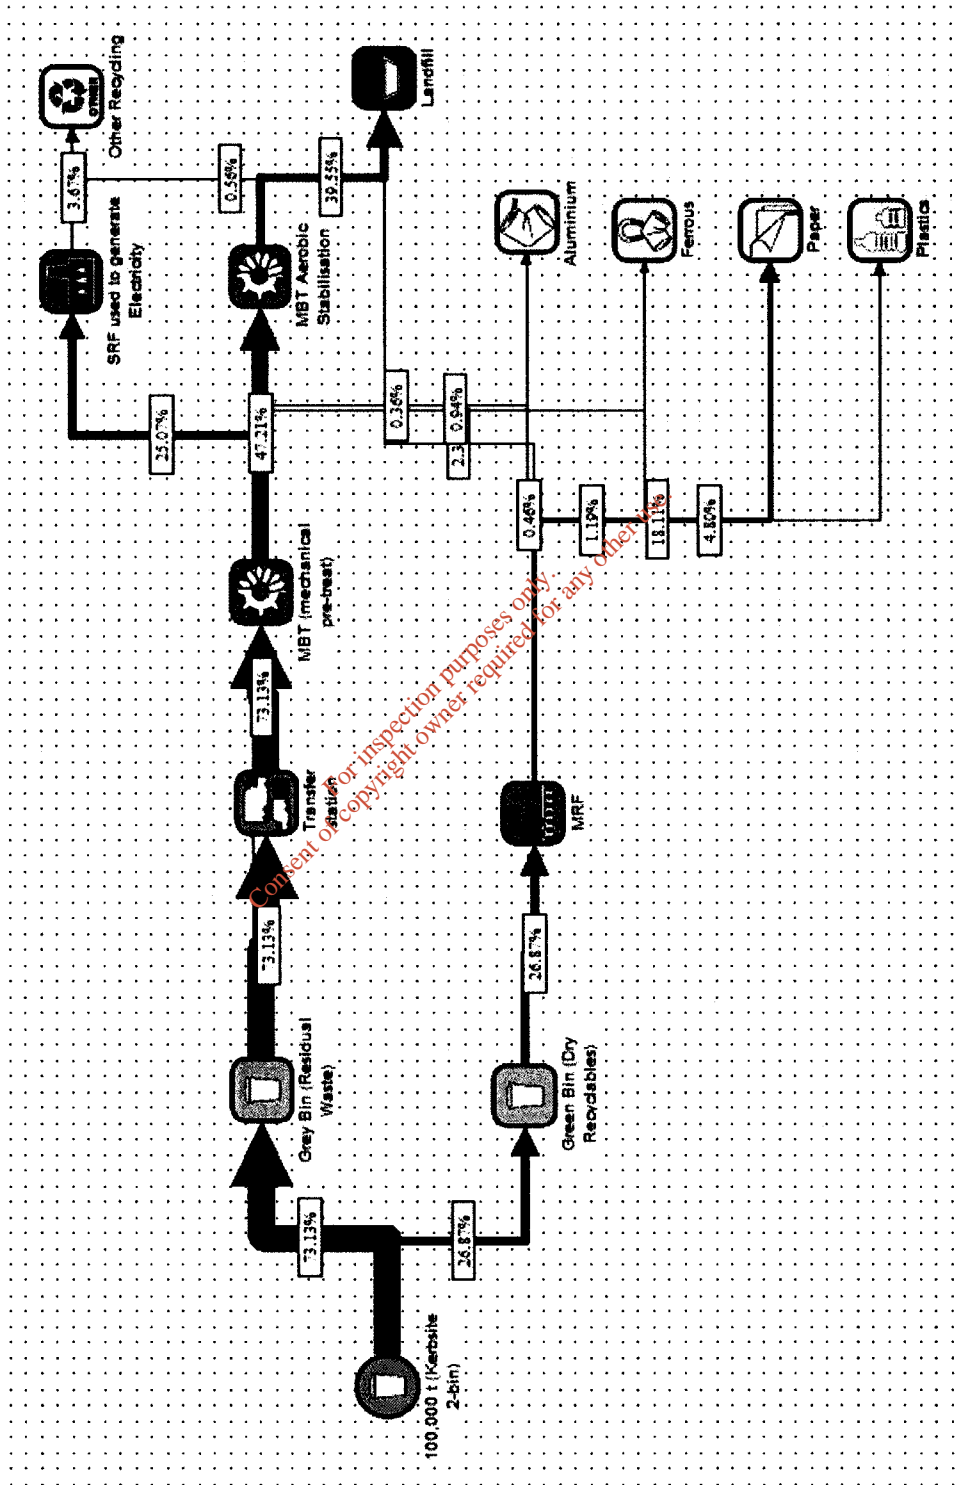 100,000 t (Kerbsite
2-bin)
73.13%
26.87%
Grey Bin (Residual
Waste)
Green Bin (Dry
Recyclables)
73.13%
26.87%
Transfer
station
MRF
73.13%
MBT (mechanical
pre-treat)
47.21%
25.07%
0.36%
0.94%
2.3
0.46%
1.19%
18.11%
4.80%
SRF used to generate
Electricity
MBT Aerobic
Stabilisation
3.67%
0.56%
39.55%
Other Recycling
OTHER
Landfill
Aluminium
Ferrous
Paper
Plastics
For inspection purposes only.
Consent of copyright owner required for any other use.